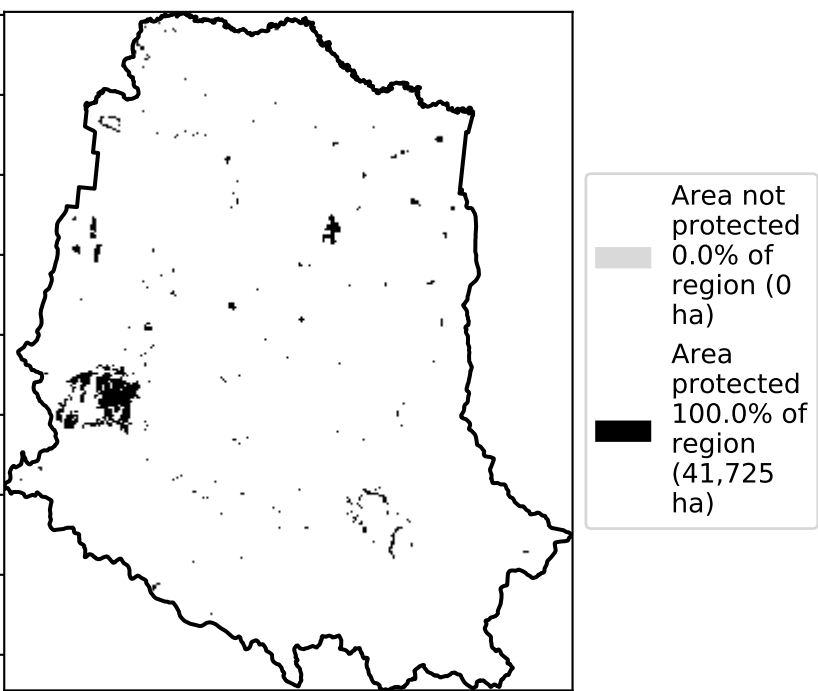 Area not
protected
0.0% of
region (0
ha)
Area
protected
100.0% of
region
(41,725
ha)